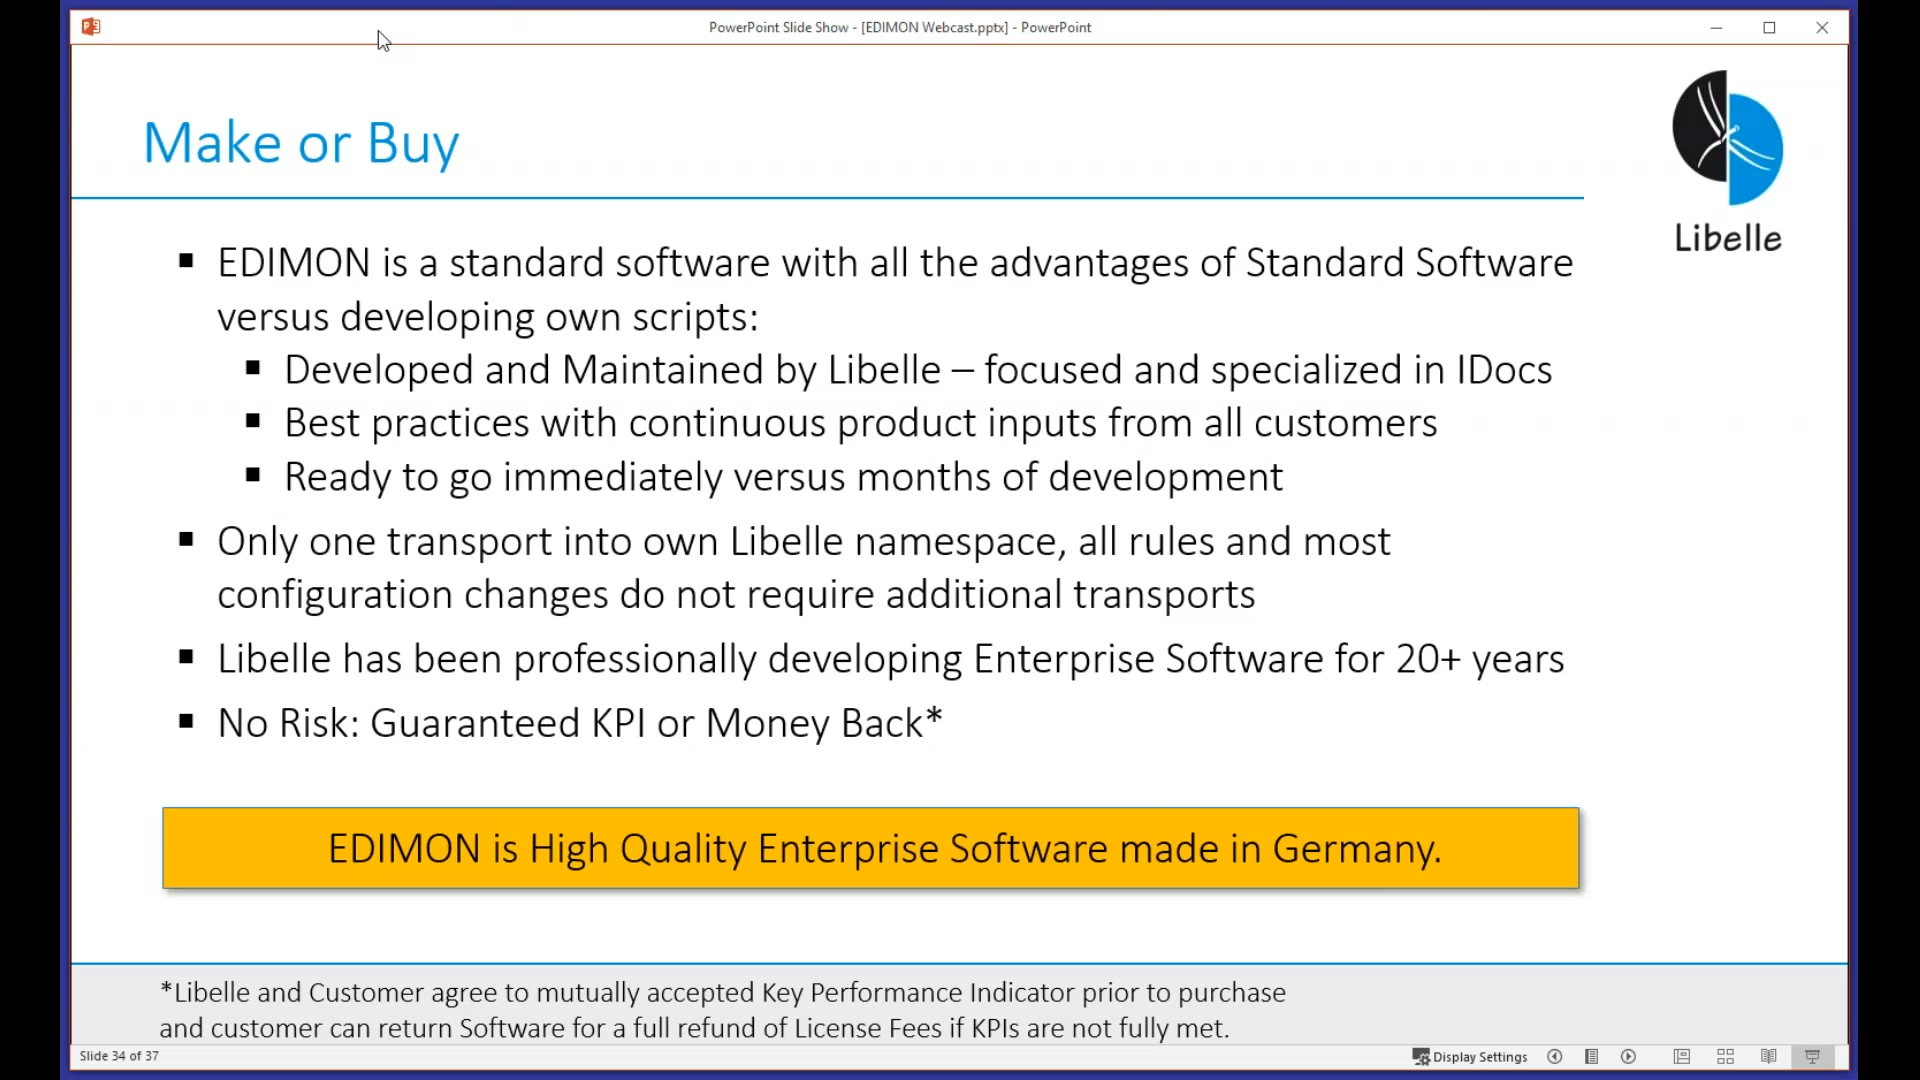 PowerPoint Slide Show - [EDIMON Webcast.pptx] - PowerPoint
Make or Buy
Libelle
▪ EDIMON is a standard software with all the advantages of Standard Software
versus developing own scripts:
▪ Developed and Maintained by Libelle – focused and specialized in IDocs
▪ Best practices with continuous product inputs from all customers
▪ Ready to go immediately versus months of development
▪ Only one transport into own Libelle namespace, all rules and most
configuration changes do not require additional transports
▪ Libelle has been professionally developing Enterprise Software for 20+ years
▪ No Risk: Guaranteed KPI or Money Back*
EDIMON is High Quality Enterprise Software made in Germany.
*Libelle and Customer agree to mutually accepted Key Performance Indicator prior to purchase
and customer can return Software for a full refund of License Fees if KPIs are not fully met.
Slide 34 of 37
Display Settings